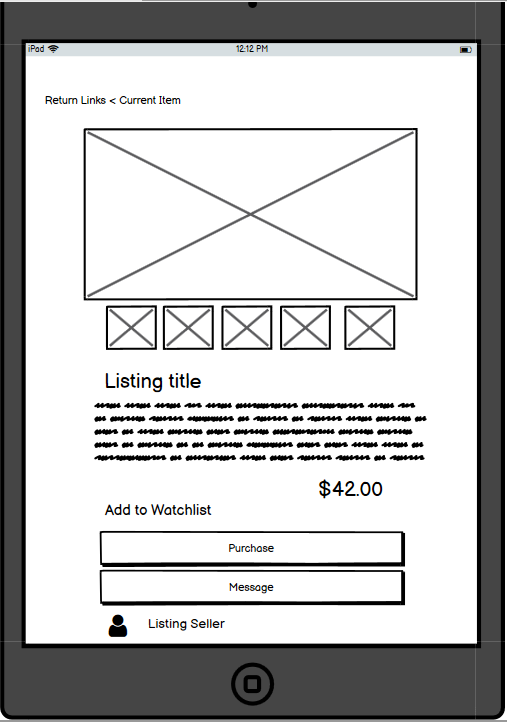 iPad 12:12 PM
Return Links < Current Item
Listing title
$42.00
Add to Watchlist
Purchase
Message
Listing Seller